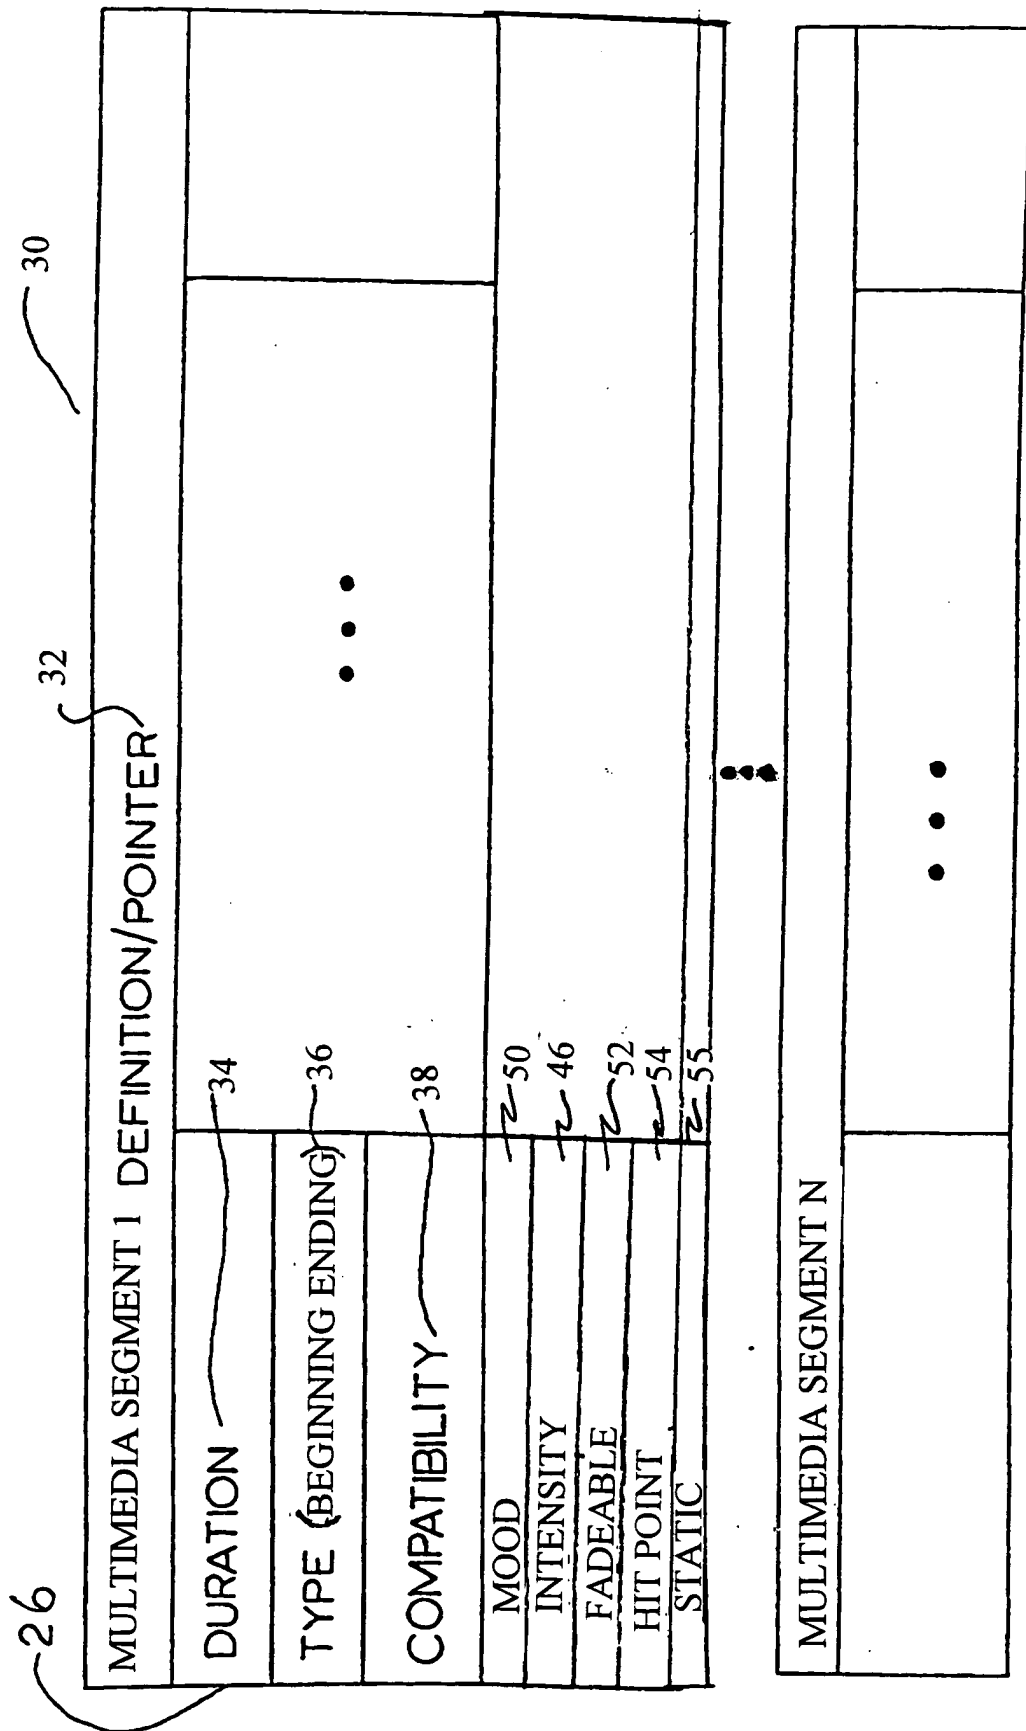 26
30
32
MULTIMEDIA SEGMENT 1 DEFINITION/POINTER
DURATION 34
TYPE (BEGINNING ENDING) 36
COMPATIBILITY 38
MOOD 50
INTENSITY 46
FADEABLE 52
HIT POINT 54
STATIC 55
MULTIMEDIA SEGMENT N